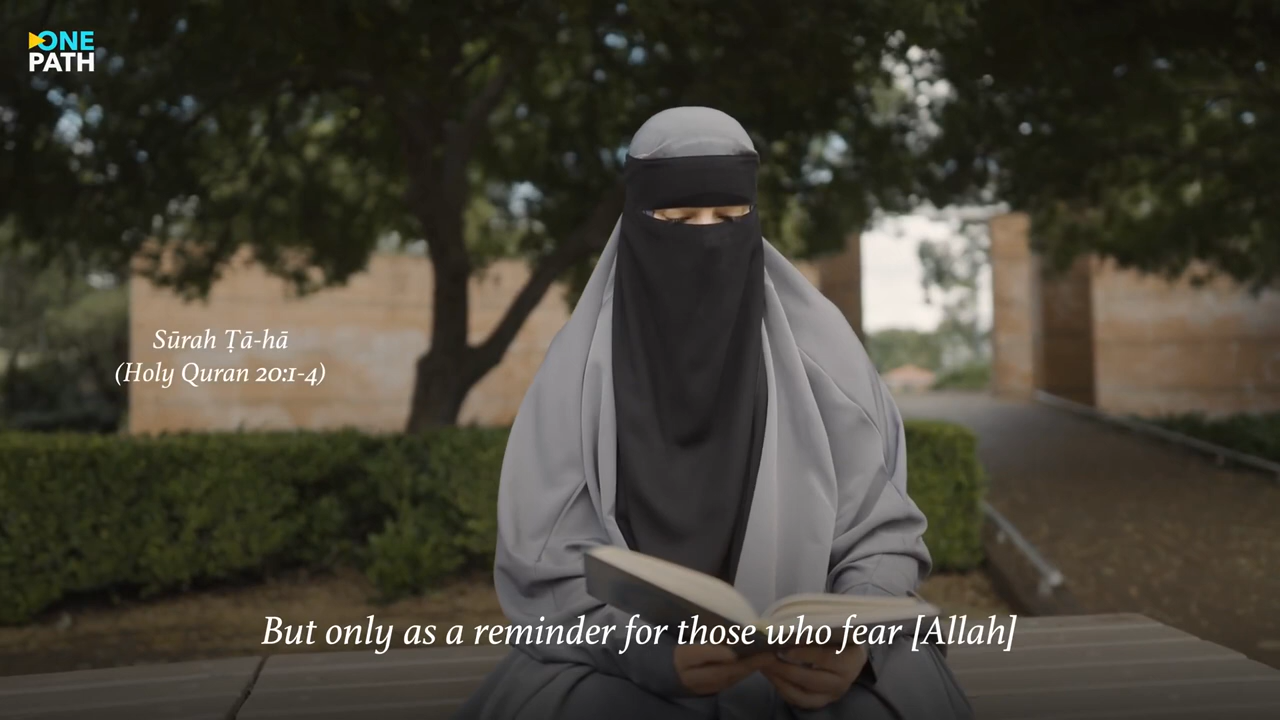 ONE
PATH
Sūrah Ṭā-hā
(Holy Quran 20:1-4)
But only as a reminder for those who fear [Allah]